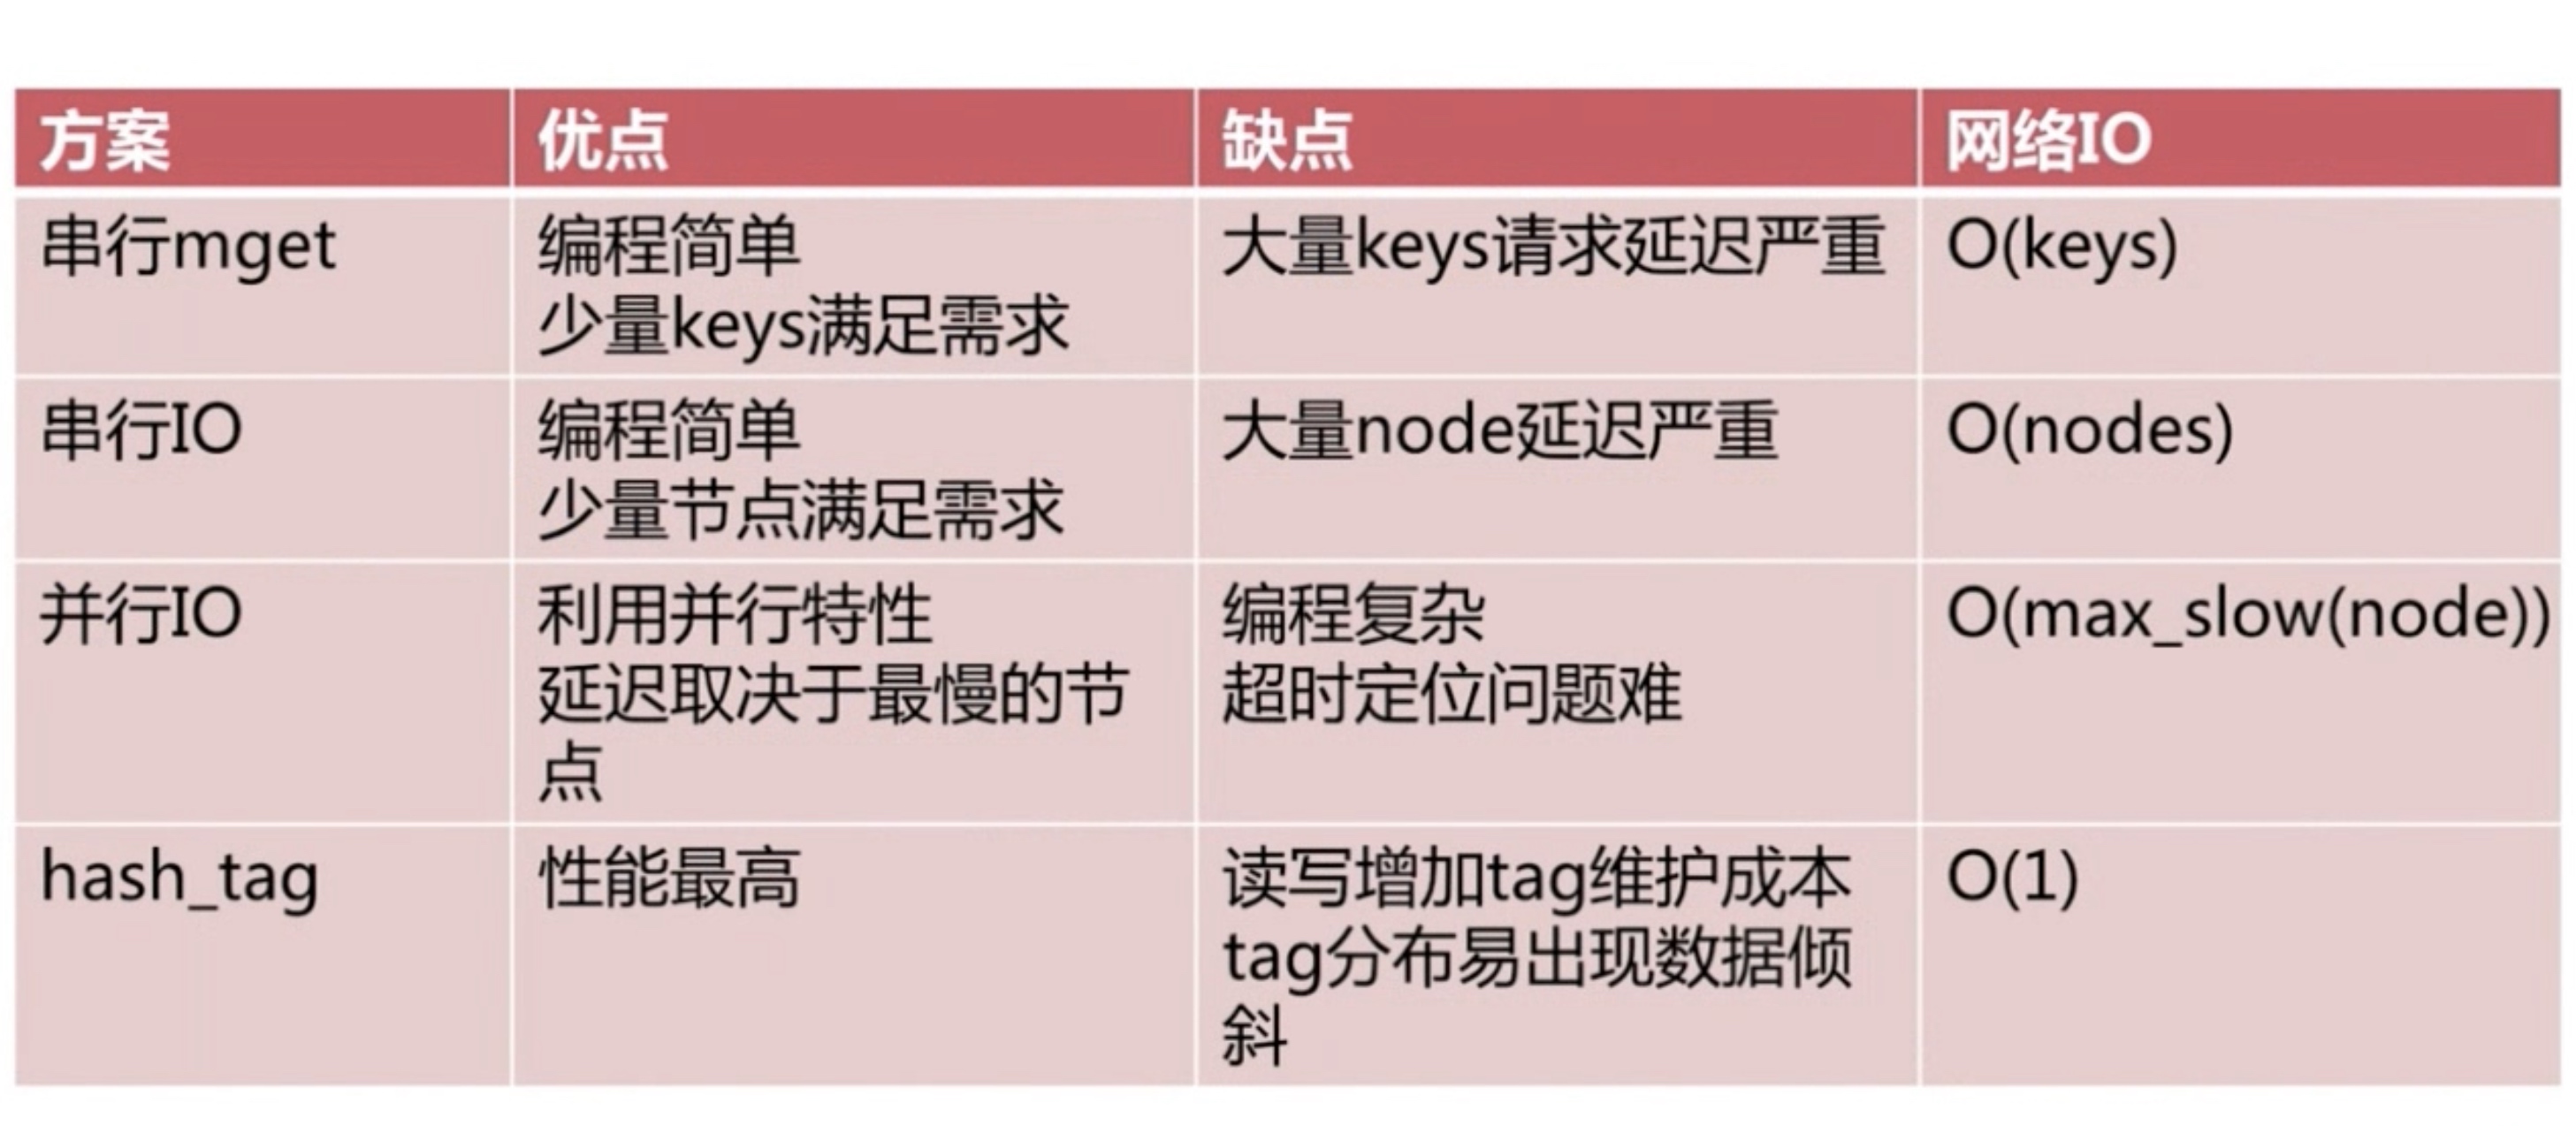 方案 优点 缺点 网络IO
串行mget 编程简单 大量keys请求延迟严重 O(keys)
少量keys满足需求
串行IO 编程简单 大量node延迟严重 O(nodes)
少量节点满足需求
并行IO 利用并行特性 编程复杂 O(max_slow(node))
延迟取决于最慢的节 超时定位问题难
点
hash_tag 性能最高 读写增加tag维护成本 O(1)
tag分布易出现数据倾
斜